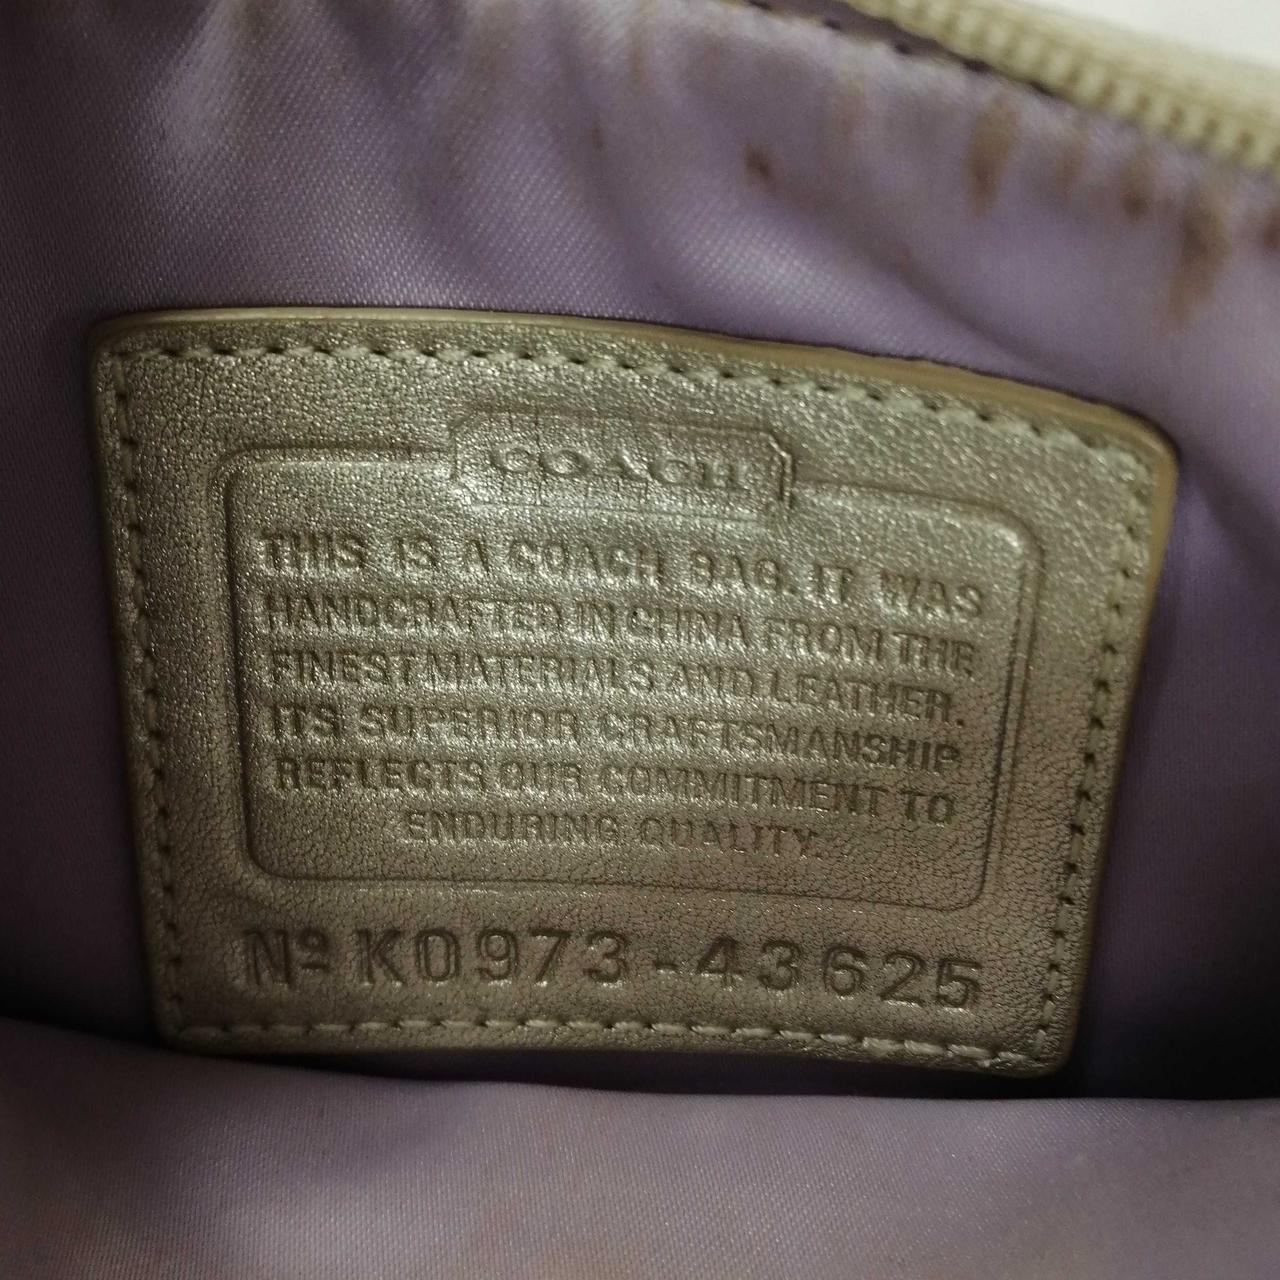 COACH
THIS IS A COACH BAG. IT WAS
HANDCRAFTED IN CHINA FROM THE
FINEST MATERIALS AND LEATHER.
ITS SUPERIOR CRAFTSMANSHIP
REFLECTS OUR COMMITMENT TO
ENDURING QUALITY.
Nº K0973-43625